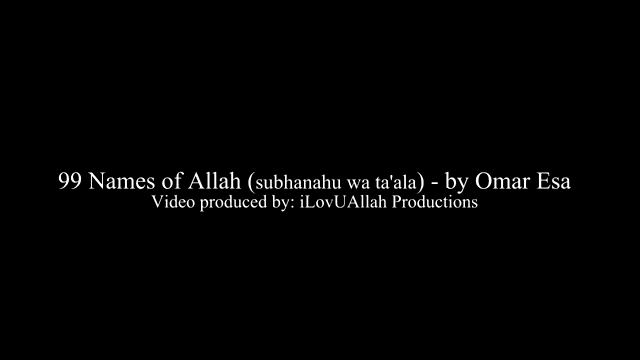 99 Names of Allah (subhanahu wa ta'ala) - by Omar Esa
Video produced by: iLovUAllah Productions